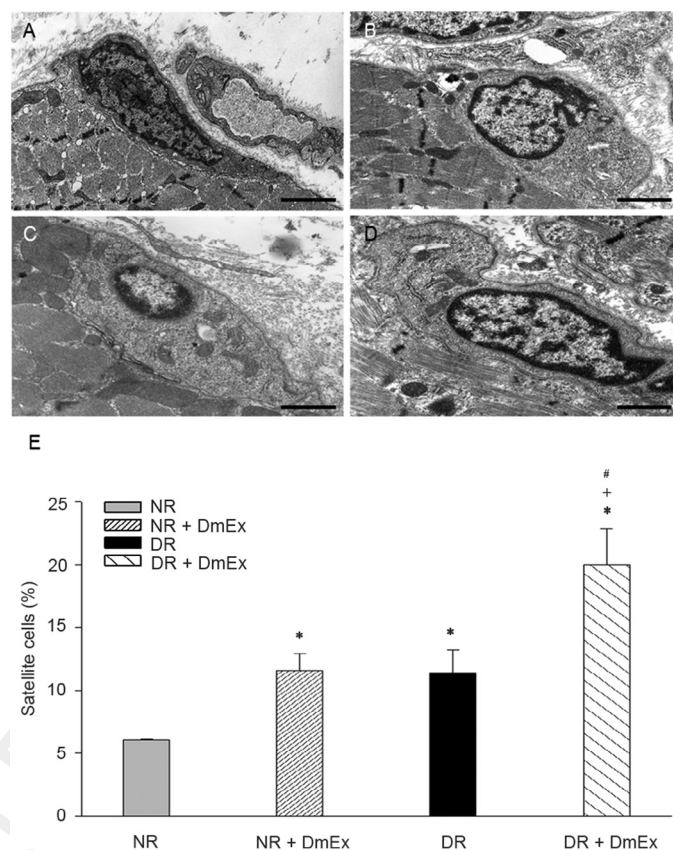 A
B
C
D
E
#
+
*
25
NR
NR + DmEx
DR
DR + DmEx
20
*
*
15
10
5
0
Satellite cells (%)
NR
NR + DmEx
DR
DR + DmEx